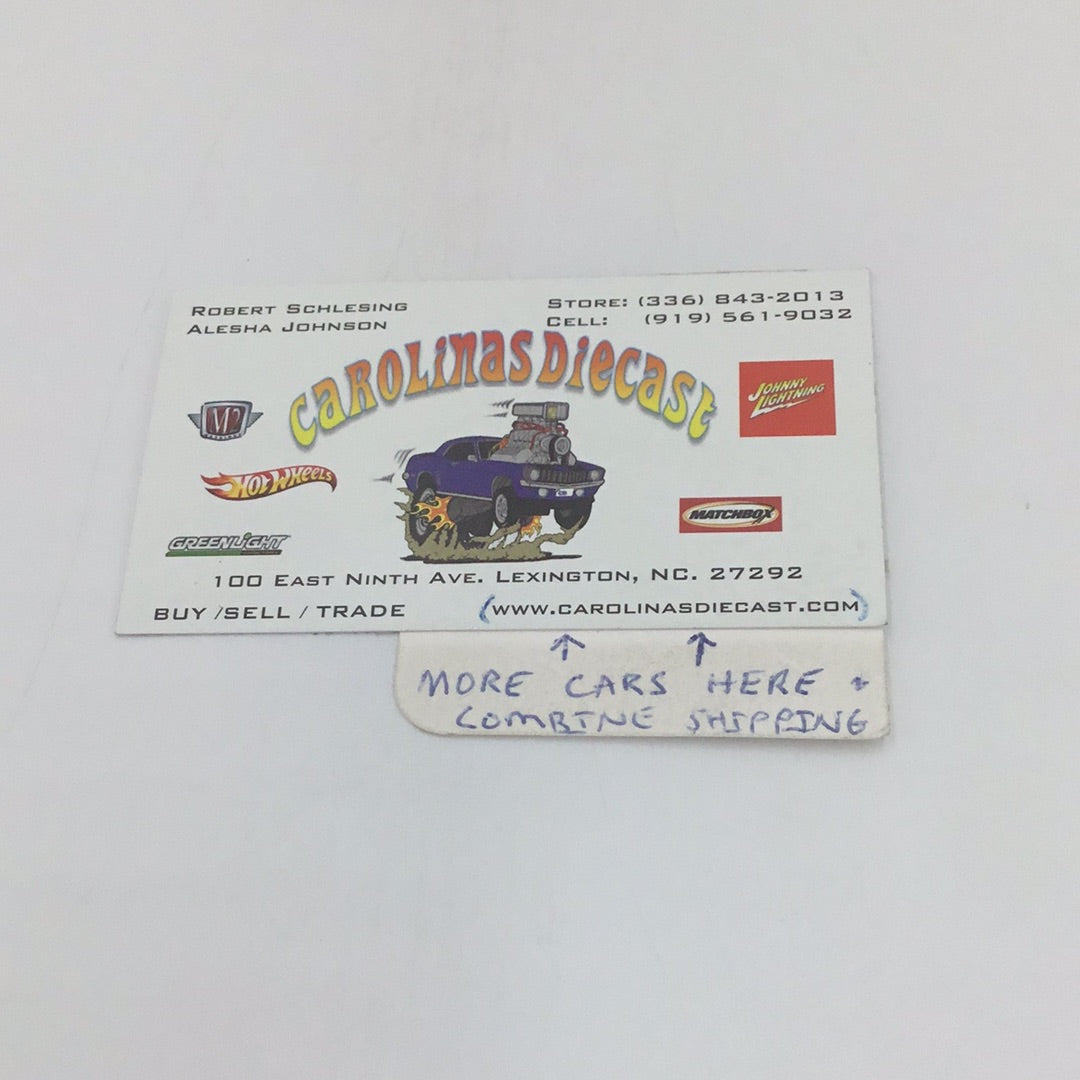 ROBERT SCHLESING
ALESHA JOHNSON
STORE: (336) 843-2013
CELL: (919) 561-9032
CAROLINAS DIECAST
M2
JOHNNY
LIGHTNING
HOT WHEELS
MATCHBOX
GREENLIGHT
100 EAST NINTH AVE. LEXINGTON, NC. 27292
BUY /SELL / TRADE
(WWW.CAROLINASDIECAST.COM)
MORE CARS HERE +
COMBINE SHIPPING